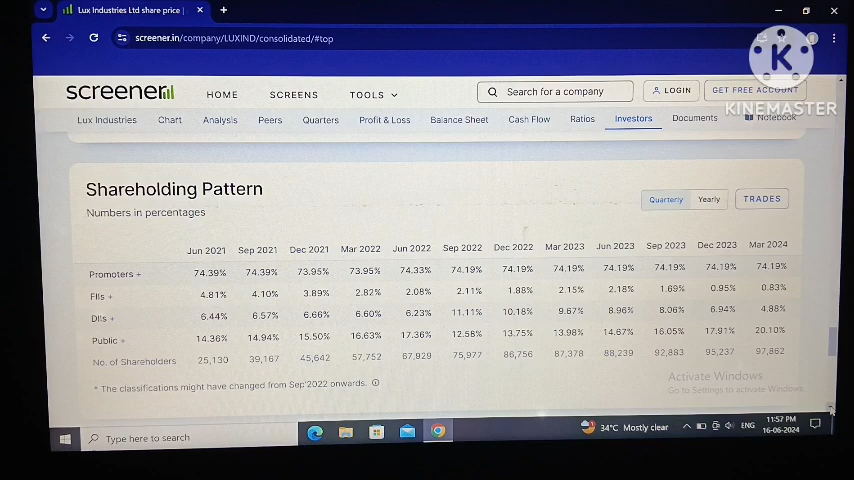 Lux Industries Ltd share price |
screener.in/company/LUXIND/consolidated/#top
K
KINEMASTER
screener
HOME SCREENS TOOLS Search for a company LOGIN GET FREE ACCOUNT
Lux Industries Chart Analysis Peers Quarters Profit & Loss Balance Sheet Cash Flow Ratios Investors Documents Notebook
Shareholding Pattern
Numbers in percentages
Quarterly Yearly TRADES
Jun 2021 Sep 2021 Dec 2021 Mar 2022 Jun 2022 Sep 2022 Dec 2022 Mar 2023 Jun 2023 Sep 2023 Dec 2023 Mar 2024
Promoters + 74.39% 74.39% 73.95% 73.95% 74.33% 74.19% 74.19% 74.19% 74.19% 74.19% 74.19% 74.19%
FIIs + 4.81% 4.10% 3.89% 2.82% 2.08% 2.11% 1.88% 2.15% 2.18% 1.69% 0.95% 0.83%
DIIs + 6.44% 6.57% 6.66% 6.60% 6.23% 11.11% 10.18% 9.67% 8.96% 8.06% 6.94% 4.88%
Public + 14.36% 14.94% 15.50% 16.63% 17.36% 12.58% 13.75% 13.98% 14.67% 16.05% 17.91% 20.10%
No. of Shareholders 25,130 39,167 45,642 57,752 67,929 75,977 86,756 87,378 88,239 92,883 95,237 97,862
* The classifications might have changed from Sep'2022 onwards.
Activate Windows
Go to Settings to activate Windows.
Type here to search
34°C Mostly clear
ENG
11:57 PM
16-06-2024